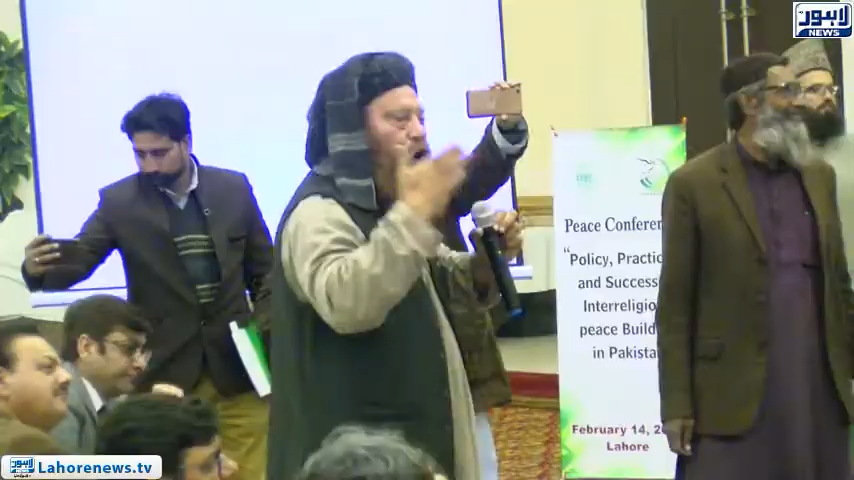 لاہور
NEWS
Peace Conferen
"Policy, Practic
and Success
Interreligio
peace Build
in Pakista
February 14, 2
Lahore
Lahorenews.tv